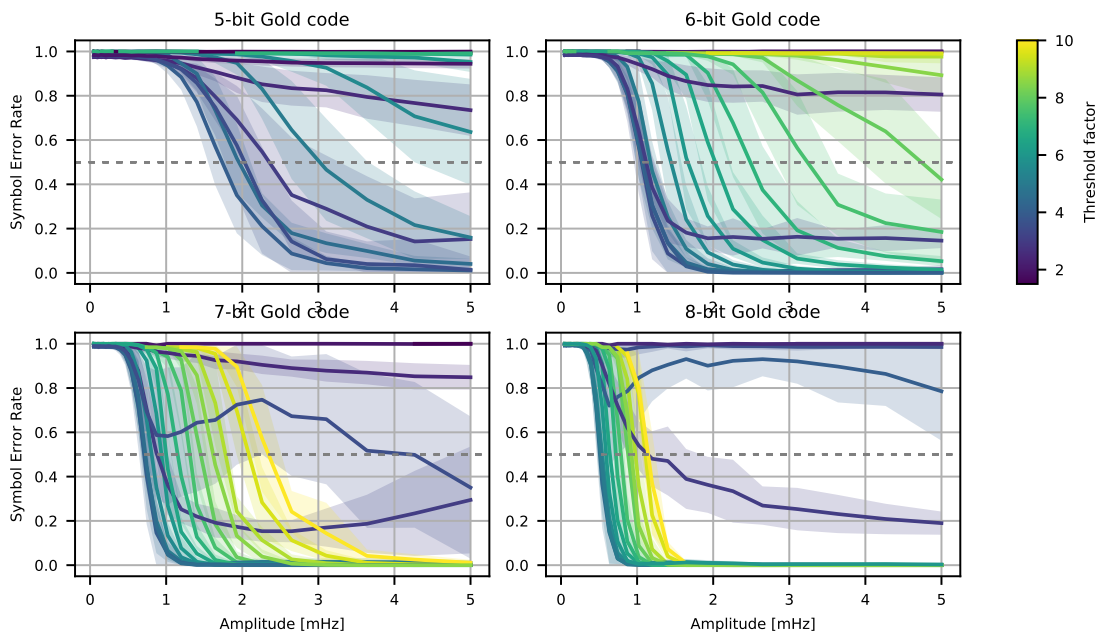 5-bit Gold code
6-bit Gold code
Symbol Error Rate
1.0
0.8
0.6
0.4
0.2
0.0
0 1 2 3 4 5
1.0
0.8
0.6
0.4
0.2
0.0
0 1 2 3 4 5
10
8
6
4
2
Threshold factor
7-bit Gold code
8-bit Gold code
Symbol Error Rate
1.0
0.8
0.6
0.4
0.2
0.0
0 1 2 3 4 5
Amplitude [mHz]
1.0
0.8
0.6
0.4
0.2
0.0
0 1 2 3 4 5
Amplitude [mHz]